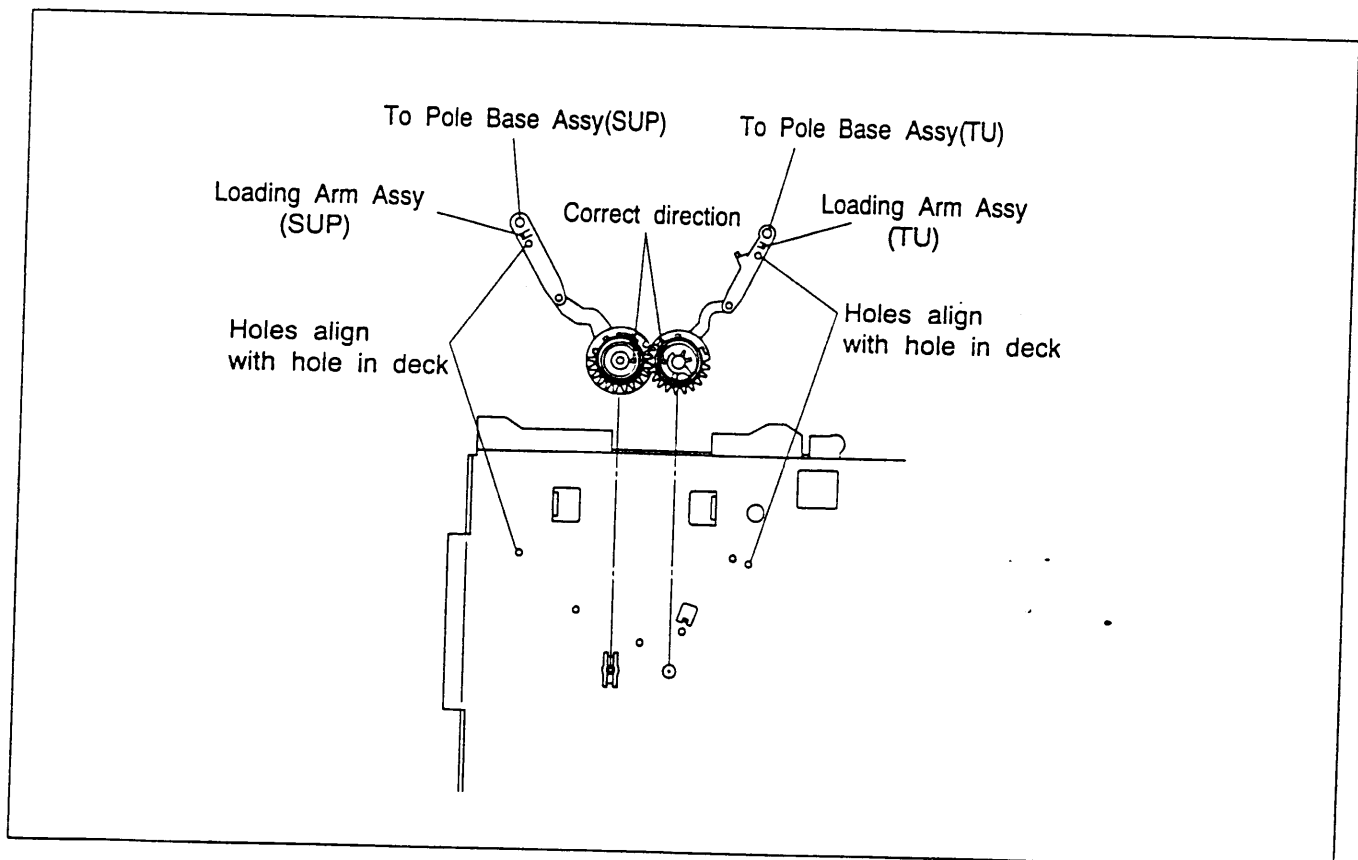 To Pole Base Assy(SUP)
To Pole Base Assy(TU)
Loading Arm Assy
(SUP)
Correct direction
Loading Arm Assy
(TU)
Holes align
with hole in deck
Holes align
with hole in deck